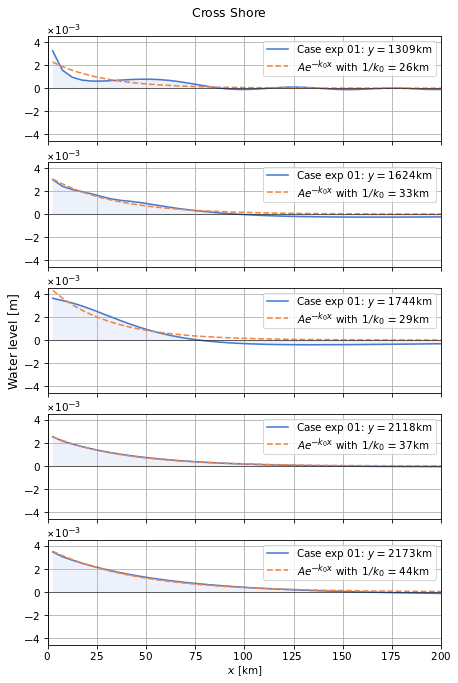 Cross Shore
×10⁻³
4
2
0
−2
−4
Case exp 01: y = 1309km
Ae^{−k₀x} with 1/k₀ = 26km
×10⁻³
4
2
0
−2
−4
Case exp 01: y = 1624km
Ae^{−k₀x} with 1/k₀ = 33km
Water level [m]
×10⁻³
4
2
0
−2
−4
Case exp 01: y = 1744km
Ae^{−k₀x} with 1/k₀ = 29km
×10⁻³
4
2
0
−2
−4
Case exp 01: y = 2118km
Ae^{−k₀x} with 1/k₀ = 37km
×10⁻³
4
2
0
−2
−4
Case exp 01: y = 2173km
Ae^{−k₀x} with 1/k₀ = 44km
0 25 50 75 100 125 150 175 200
x [km]